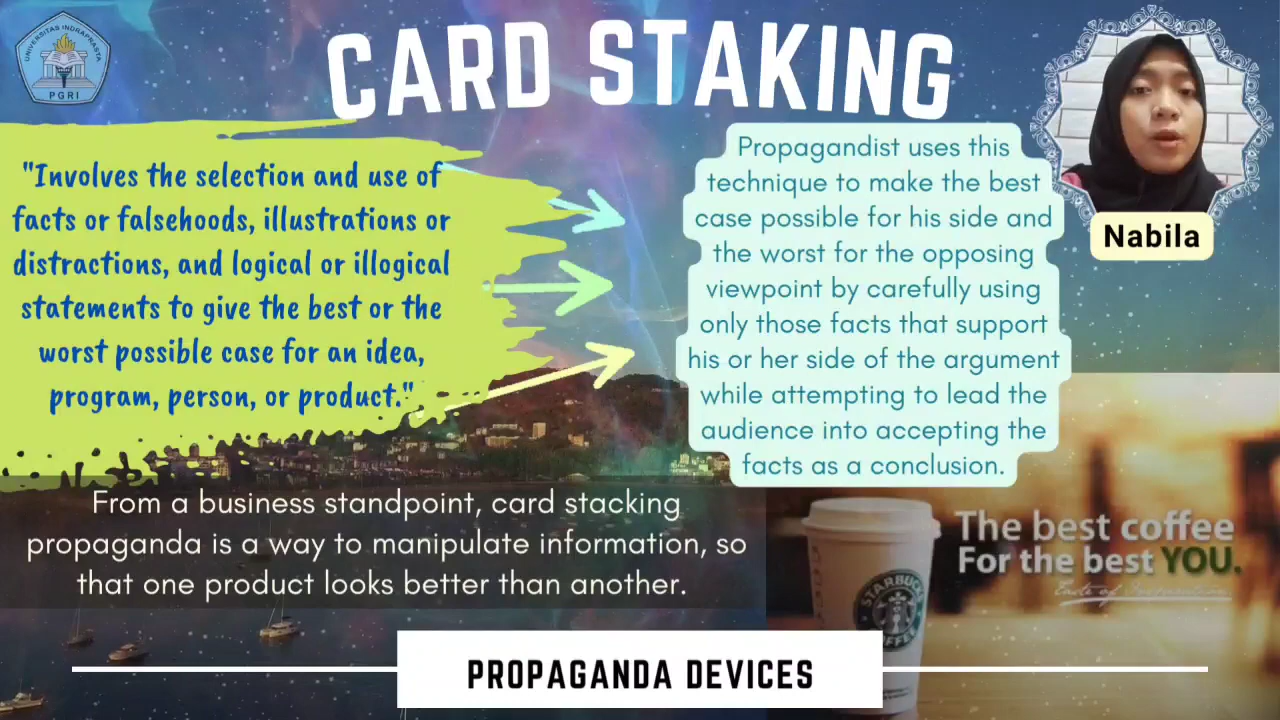 UNIVERSITAS INDRAPRASTA
PGRI
CARD STAKING
"Involves the selection and use of
facts or falsehoods, illustrations or
distractions, and logical or illogical
statements to give the best or the
worst possible case for an idea,
program, person, or product."
Propagandist uses this
technique to make the best
case possible for his side and
the worst for the opposing
viewpoint by carefully using
only those facts that support
his or her side of the argument
while attempting to lead the
audience into accepting the
facts as a conclusion.
Nabila
From a business standpoint, card stacking
propaganda is a way to manipulate information, so
that one product looks better than another.
The best coffee
For the best YOU.
STARBUCKS
COFFEE
PROPAGANDA DEVICES